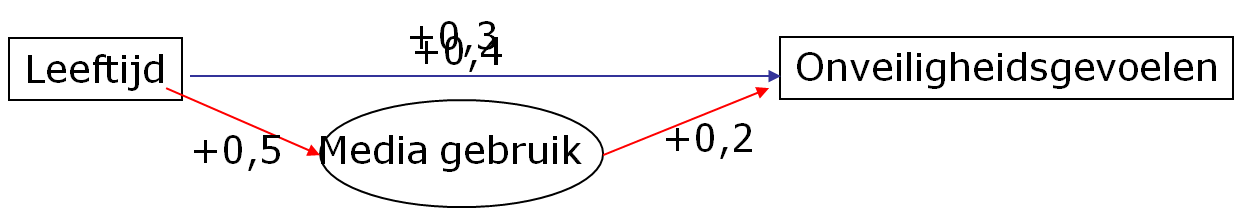 +0,3
+0,4
Leeftijd
Onveiligheidsgevoelen
+0,5
Media gebruik
+0,2